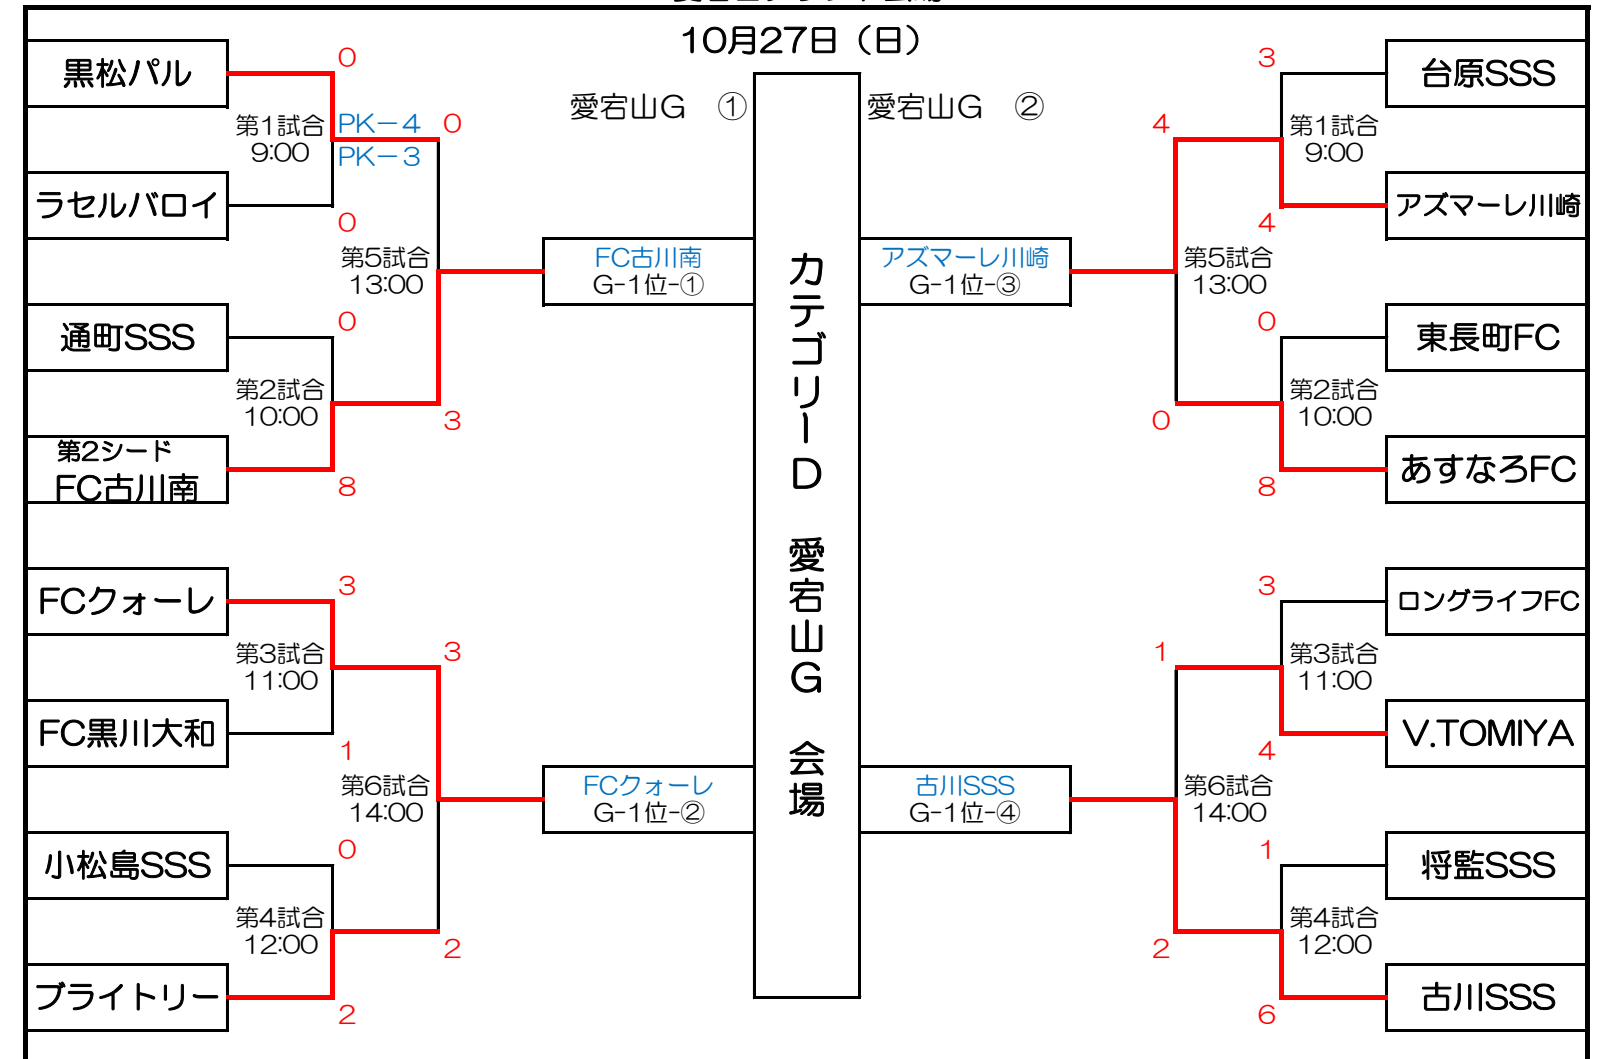 10月27日（日）
愛宕山G　①
愛宕山G　②
黒松パル
0
第1試合
9:00
PK－4
PK－3
0
ラセルバロイ
0
第5試合
13:00
FC古川南
G-1位-①
通町SSS
0
第2試合
10:00
3
第2シード
FC古川南
8
FCクォーレ
3
第3試合
11:00
3
FC黒川大和
1
第6試合
14:00
FCクォーレ
G-1位-②
小松島SSS
0
第4試合
12:00
2
ブライトリー
2
カテゴリーD　愛宕山G　会場
3
台原SSS
4
第1試合
9:00
アズマーレ川崎
4
アズマーレ川崎
G-1位-③
第5試合
13:00
0
東長町FC
第2試合
10:00
0
8
あすなろFC
3
ロングライフFC
1
第3試合
11:00
4
V.TOMIYA
古川SSS
G-1位-④
第6試合
14:00
1
将監SSS
第4試合
12:00
2
6
古川SSS